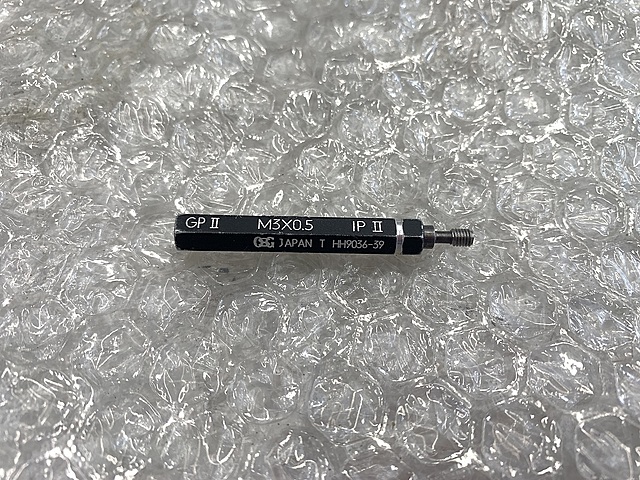 GP II M3X0.5 IP II
OSG JAPAN T HH9036-39